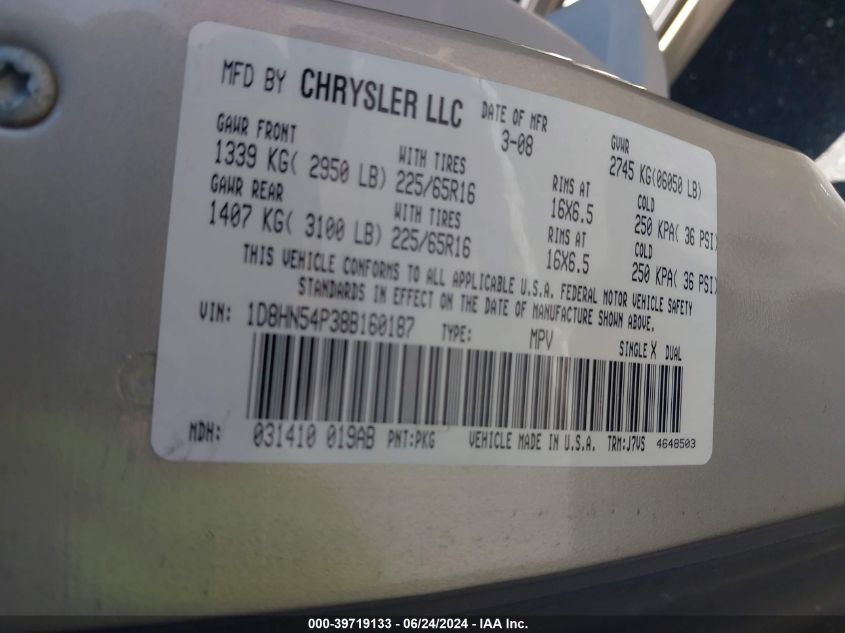 MFD BY CHRYSLER LLC DATE OF MFR 3-08 GVWR 2745 KG(06050 LB)
GAWR FRONT WITH TIRES RIMS AT COLD
1339 KG( 2950 LB) 225/65R16 16X6.5 250 KPA( 36 PSI)
GAWR REAR WITH TIRES RIMS AT COLD
1407 KG( 3100 LB) 225/65R16 16X6.5 250 KPA( 36 PSI)
THIS VEHICLE CONFORMS TO ALL APPLICABLE U.S.A. FEDERAL MOTOR VEHICLE SAFETY
STANDARDS IN EFFECT ON THE DATE OF MANUFACTURE SHOWN ABOVE.
VIN: 1D8HN54P38B160187 TYPE: MPV SINGLE X DUAL
MDH: 031410 019AB PNT:PKG VEHICLE MADE IN U.S.A. TRM:J7VS 4648503
000-39719133 - 06/24/2024 - IAA Inc.